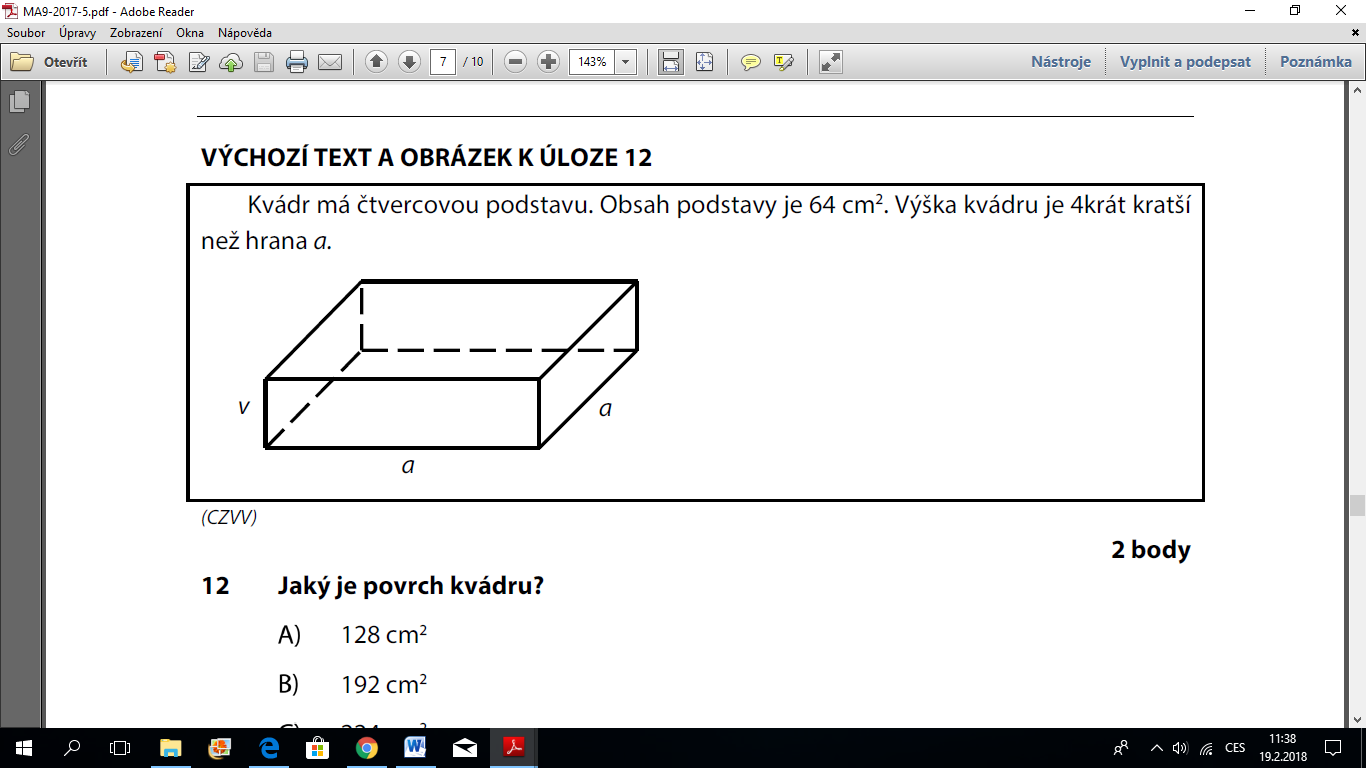 MA9-2017-5.pdf - Adobe Reader
Soubor Úpravy Zobrazení Okna Nápověda
Otevřít 7 / 10 143% Nástroje Vyplnit a podepsat Poznámka
VÝCHOZÍ TEXT A OBRÁZEK K ÚLOZE 12
Kvádr má čtvercovou podstavu. Obsah podstavy je 64 cm². Výška kvádru je 4krát kratší
než hrana a.
v
a
a
(CZVV)
2 body
12 Jaký je povrch kvádru?
A) 128 cm²
B) 192 cm²
CES
11:38
19.2.2018